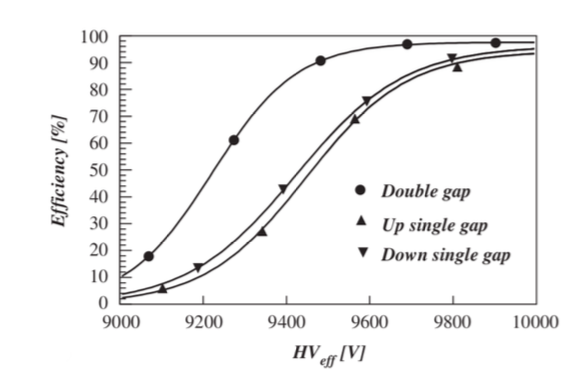 100
90
80
70
60
50
40
30
20
10
0
Efficiency [%]
Double gap
Up single gap
Down single gap
9000 9200 9400 9600 9800 10000
HVeff [V]